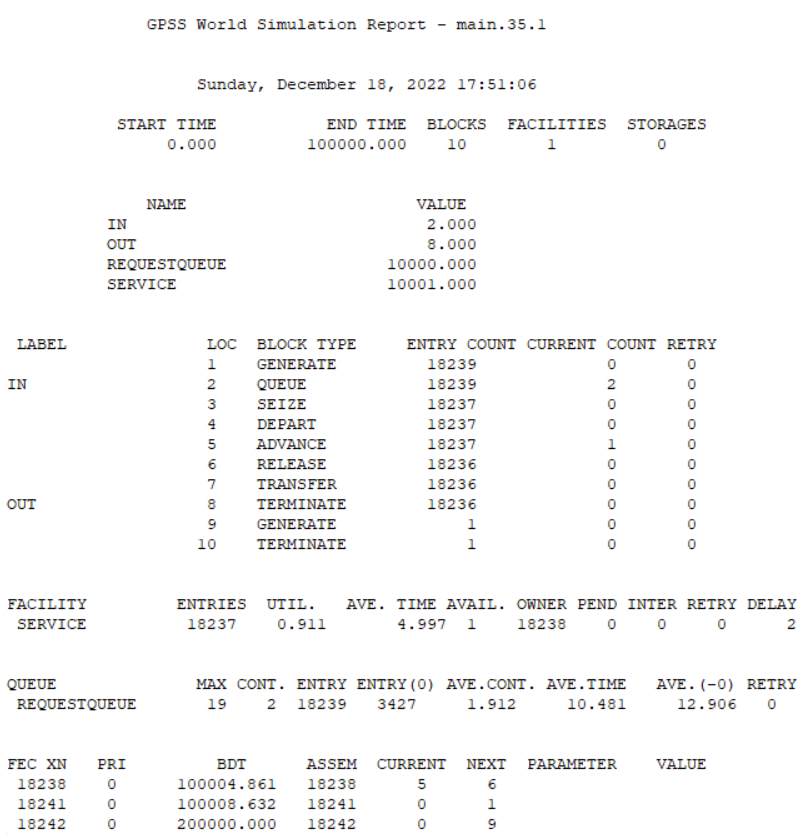 GPSS World Simulation Report - main.35.1
Sunday, December 18, 2022 17:51:06
START TIME END TIME BLOCKS FACILITIES STORAGES
0.000 100000.000 10 1 0
NAME VALUE
IN 2.000
OUT 8.000
REQUESTQUEUE 10000.000
SERVICE 10001.000
LABEL LOC BLOCK TYPE ENTRY COUNT CURRENT COUNT RETRY
1 GENERATE 18239 0 0
IN 2 QUEUE 18239 2 0
3 SEIZE 18237 0 0
4 DEPART 18237 0 0
5 ADVANCE 18237 1 0
6 RELEASE 18236 0 0
7 TRANSFER 18236 0 0
OUT 8 TERMINATE 18236 0 0
9 GENERATE 1 0 0
10 TERMINATE 1 0 0
FACILITY ENTRIES UTIL. AVE. TIME AVAIL. OWNER PEND INTER RETRY DELAY
SERVICE 18237 0.911 4.997 1 18238 0 0 0 2
QUEUE MAX CONT. ENTRY ENTRY(0) AVE.CONT. AVE.TIME AVE.(-0) RETRY
REQUESTQUEUE 19 2 18239 3427 1.912 10.481 12.906 0
FEC XN PRI BDT ASSEM CURRENT NEXT PARAMETER VALUE
18238 0 100004.861 18238 5 6
18241 0 100008.632 18241 0 1
18242 0 200000.000 18242 0 9